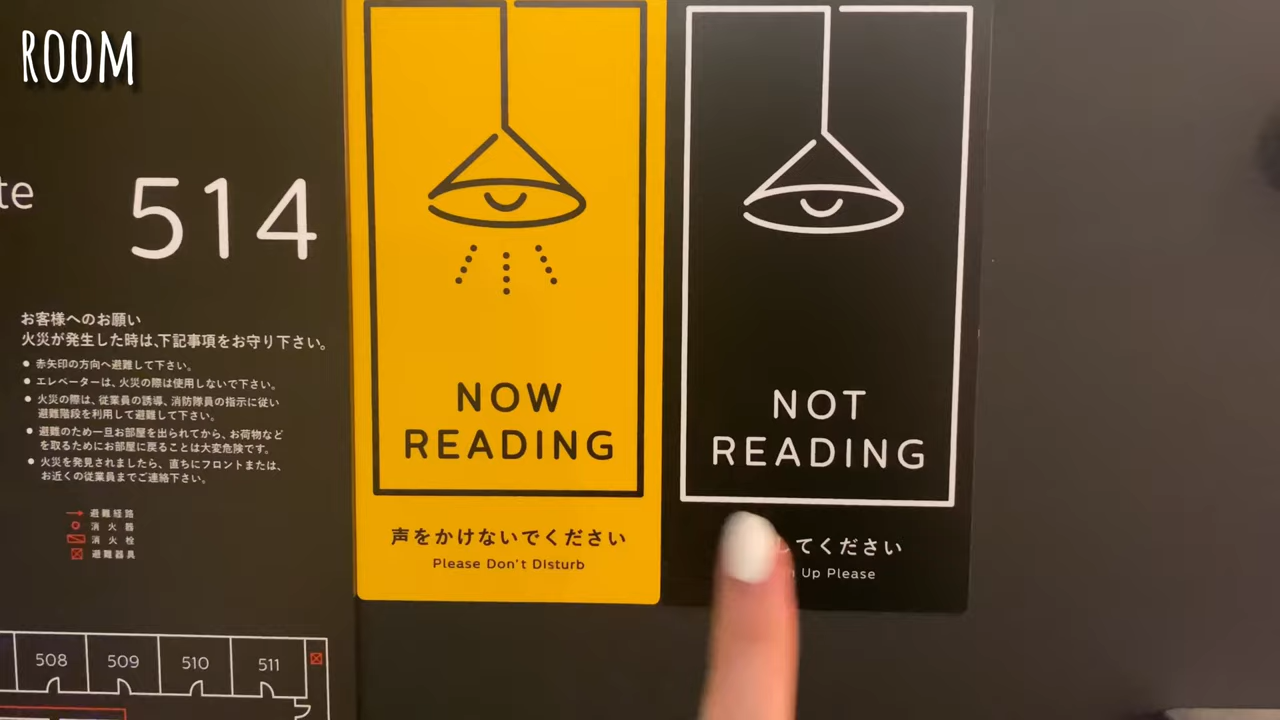 ROOM
514
お客様へのお願い
火災が発生した時は、下記事項をお守り下さい。
● 赤矢印の方向へ避難して下さい。
● エレベーターは、火災の際は使用しないで下さい。
● 火災の際は、従業員の誘導、消防隊員の指示に従い
避難階段を利用して避難して下さい。
● 避難のため一旦お部屋を出られてから、お荷物など
を取るためにお部屋に戻ることは大変危険です。
● 火災を発見されましたら、直ちにフロントまたは、
お近くの従業員までご連絡下さい。
避難経路
消火器
消火栓
避難器具
508 509 510 511
NOW
READING
声をかけないでください
Please Don't Disturb
NOT
READING
してください
Up Please